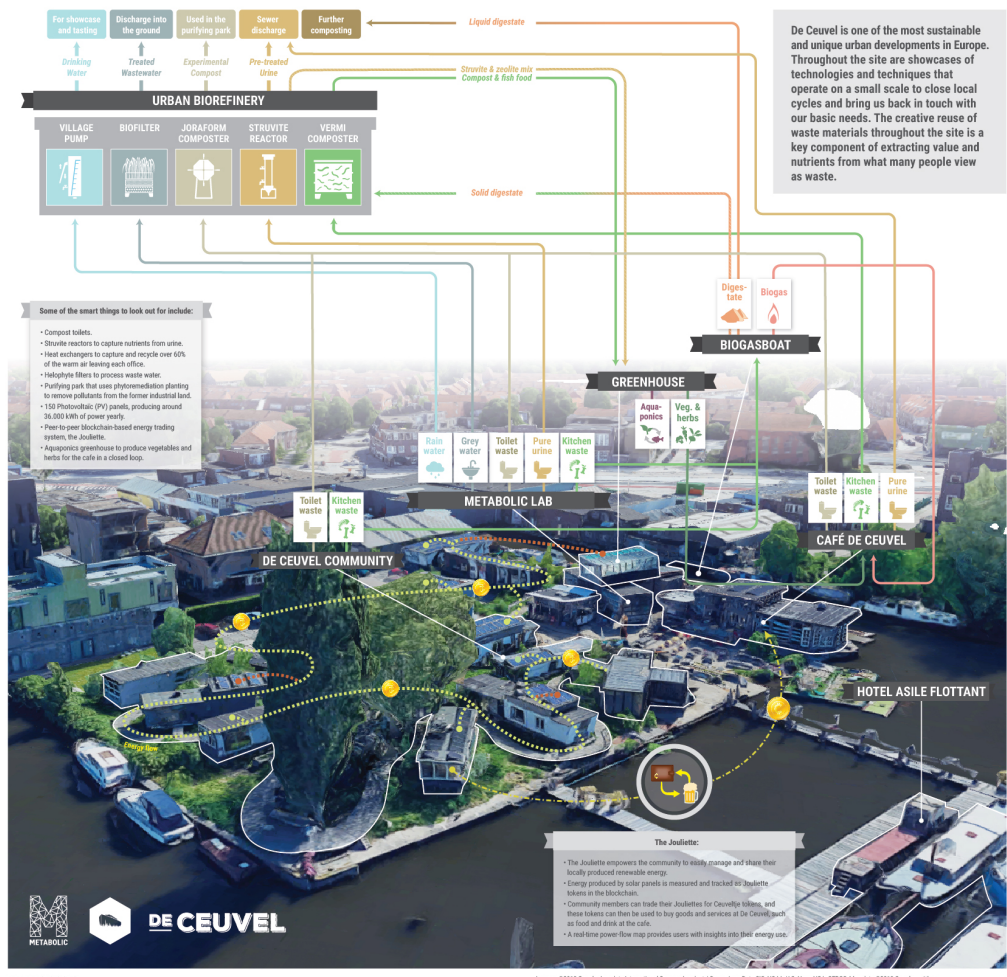 For showcase
and tasting
Discharge into
the ground
Used in the
purifying park
Sewer
discharge
Further
composting
Liquid digestate
Drinking
Water
Treated
Wastewater
Experimental
Compost
Pre-treated
Urine
Struvite & zeolite mix
Compost & fish food
URBAN BIOREFINERY
VILLAGE
PUMP
BIOFILTER
JORAFORM
COMPOSTER
STRUVITE
REACTOR
VERMI
COMPOSTER
Solid digestate
De Ceuvel is one of the most sustainable
and unique urban developments in Europe.
Throughout the site are showcases of
technologies and techniques that
operate on a small scale to close local
cycles and bring us back in touch with
our basic needs. The creative reuse of
waste materials throughout the site is a
key component of extracting value and
nutrients from what many people view
as waste.
Some of the smart things to look out for include:
• Compost toilets.
• Struvite reactors to capture nutrients from urine.
• Heat exchangers to capture and recycle over 60%
of the warm air leaving each office.
• Helophyte filters to process waste water.
• Purifying park that uses phytoremediation planting
to remove pollutants from the former industrial land.
• 150 Photovoltaic (PV) panels, producing around
36.000 kWh of power yearly.
• Peer-to-peer blockchain-based energy trading
system, the Jouliette.
• Aquaponics greenhouse to produce vegetables and
herbs for the cafe in a closed loop.
Diges-
tate
Biogas
BIOGASBOAT
GREENHOUSE
Aqua-
ponics
Veg. &
herbs
Rain
water
Grey
water
Toilet
waste
Pure
urine
Kitchen
waste
METABOLIC LAB
Toilet
waste
Kitchen
waste
DE CEUVEL COMMUNITY
Toilet
waste
Kitchen
waste
Pure
urine
CAFÉ DE CEUVEL
HOTEL ASILE FLOTTANT
Energy flow
The Jouliette:
• The Jouliette empowers the community to easily manage and share their
locally produced renewable energy.
• Energy produced by solar panels is measured and tracked as Jouliette
tokens in the blockchain.
• Community members can trade their Jouliettes for Ceuveltje tokens, and
these tokens can then be used to buy goods and services at De Ceuvel, such
as food and drink at the cafe.
• A real-time power-flow map provides users with insights into their energy use.
METABOLIC
DE CEUVEL